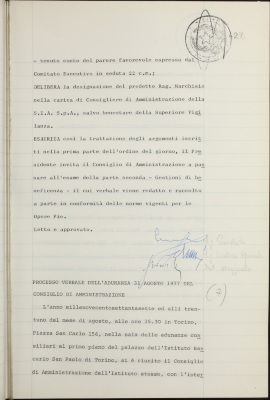 - tenuto conto del parere favorevole espresso dal
Comitato Esecutivo in seduta 21 c.m.;
DELIBERA la designazione del predetto Rag. Marchisio
nella carica di Consigliere di Amministrazione della
S.I.A. S.p.A., salvo benestare della Superiore Vigi
lanza.
ESAURITA così la trattazione degli argomenti inscrit
ti nella prima parte dell'ordine del giorno, il Pre
sidente invita il Consiglio di Amministrazione a pas
sare all'esame della parte seconda - Gestioni di be
neficenza - il cui verbale viene redatto e raccolto
a parte in conformità delle norme vigenti per le
Opere Pie.
Letto e approvato.
PROCESSO VERBALE DELL'ADUNANZA 31 AGOSTO 1977 DEL
CONSIGLIO DI AMMINISTRAZIONE
L'anno millenovecentosettantasette ed alli tren
tuno del mese di agosto, alle ore 16.30 in Torino,
Piazza San Carlo 156, nella sala delle adunanze con
siliari al primo piano del palazzo dell'Istituto Ban
cario San Paolo di Torino, si è riunito il Consiglio
di Amministrazione dell'Istituto stesso, con l'inter